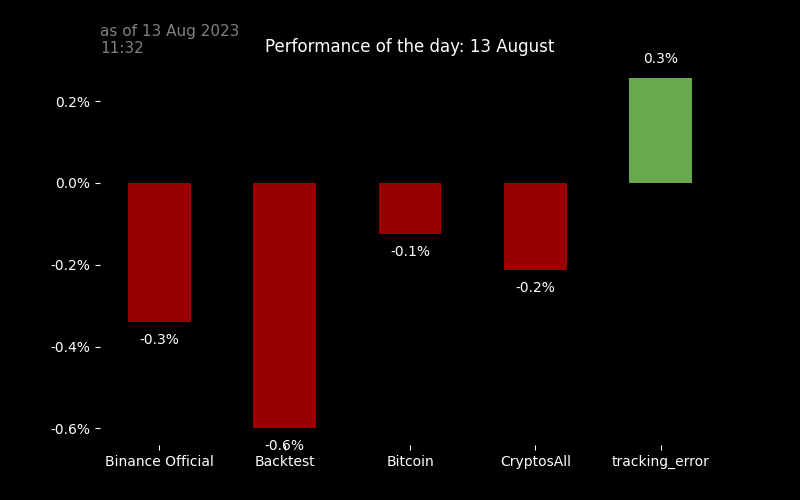 as of 13 Aug 2023
11:32
Performance of the day: 13 August
0.3%
0.2%
0.0%
-0.2%
-0.4%
-0.6%
-0.3%
-0.6%
-0.1%
-0.2%
Binance Official
Backtest
Bitcoin
CryptosAll
tracking_error